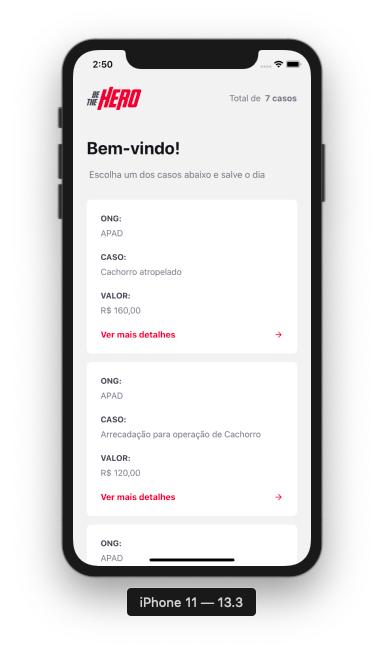 2:50
BE THE HERO
Total de 7 casos
Bem-vindo!
Escolha um dos casos abaixo e salve o dia
ONG:
APAD
CASO:
Cachorro atropelado
VALOR:
R$ 160,00
Ver mais detalhes →
ONG:
APAD
CASO:
Arrecadação para operação de Cachorro
VALOR:
R$ 120,00
Ver mais detalhes →
ONG:
APAD
iPhone 11 — 13.3